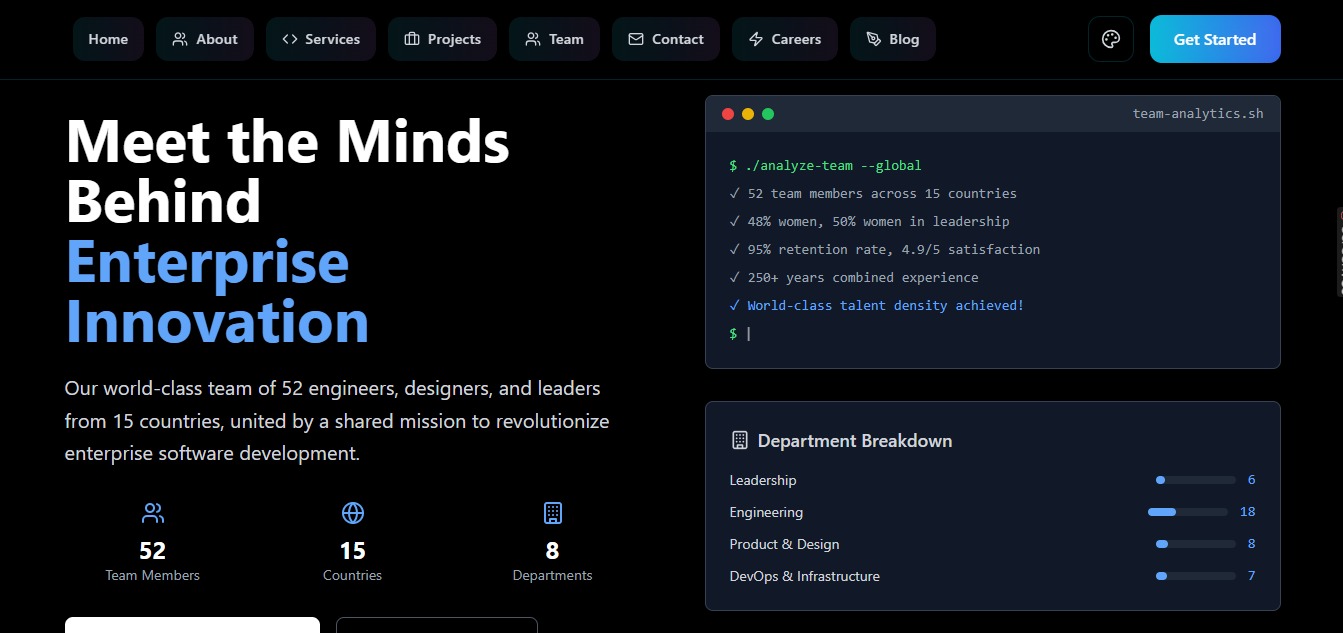 Home About Services Projects Team Contact Careers Blog Get Started
Meet the Minds
Behind
Enterprise
Innovation
Our world-class team of 52 engineers, designers, and leaders
from 15 countries, united by a shared mission to revolutionize
enterprise software development.
52 15 8
Team Members Countries Departments
team-analytics.sh
$ ./analyze-team --global
✓ 52 team members across 15 countries
✓ 48% women, 50% women in leadership
✓ 95% retention rate, 4.9/5 satisfaction
✓ 250+ years combined experience
✓ World-class talent density achieved!
$ |
Department Breakdown
Leadership 6
Engineering 18
Product & Design 8
DevOps & Infrastructure 7